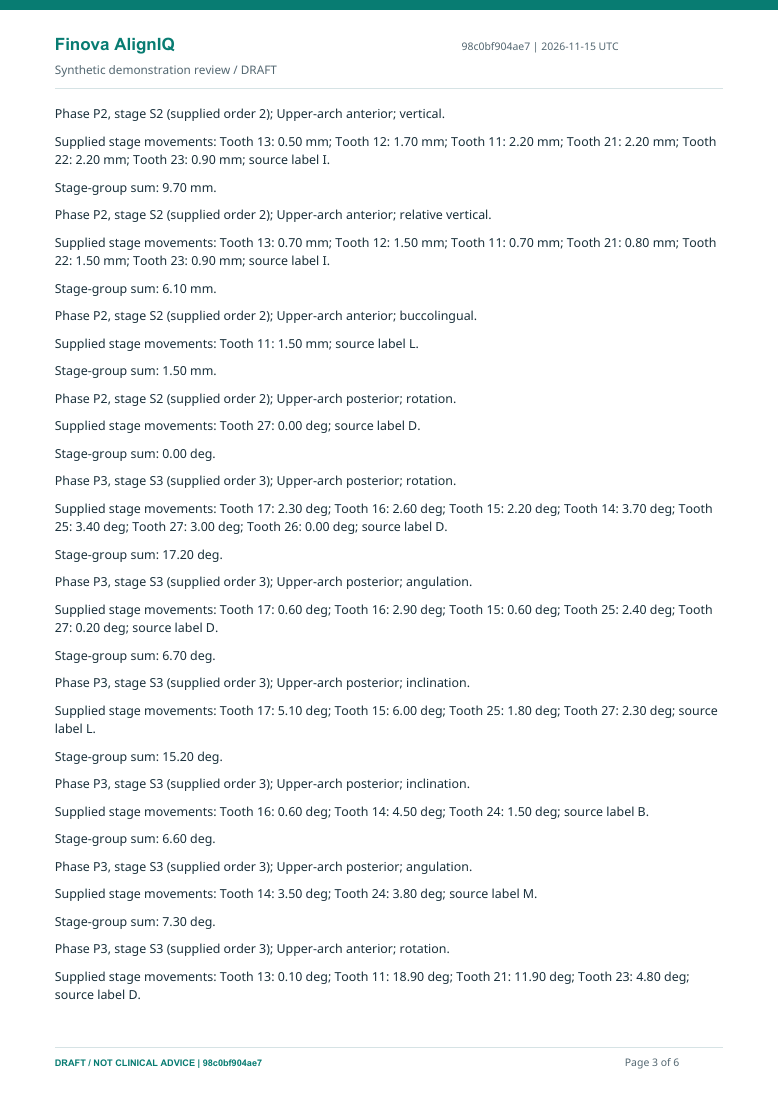 Finova AlignIQ
98c0bf904ae7 | 2026-11-15 UTC
Synthetic demonstration review / DRAFT
Phase P2, stage S2 (supplied order 2); Upper-arch anterior; vertical.
Supplied stage movements: Tooth 13: 0.50 mm; Tooth 12: 1.70 mm; Tooth 11: 2.20 mm; Tooth 21: 2.20 mm; Tooth
22: 2.20 mm; Tooth 23: 0.90 mm; source label I.
Stage-group sum: 9.70 mm.
Phase P2, stage S2 (supplied order 2); Upper-arch anterior; relative vertical.
Supplied stage movements: Tooth 13: 0.70 mm; Tooth 12: 1.50 mm; Tooth 11: 0.70 mm; Tooth 21: 0.80 mm; Tooth
22: 1.50 mm; Tooth 23: 0.90 mm; source label I.
Stage-group sum: 6.10 mm.
Phase P2, stage S2 (supplied order 2); Upper-arch anterior; buccolingual.
Supplied stage movements: Tooth 11: 1.50 mm; source label L.
Stage-group sum: 1.50 mm.
Phase P2, stage S2 (supplied order 2); Upper-arch posterior; rotation.
Supplied stage movements: Tooth 27: 0.00 deg; source label D.
Stage-group sum: 0.00 deg.
Phase P3, stage S3 (supplied order 3); Upper-arch posterior; rotation.
Supplied stage movements: Tooth 17: 2.30 deg; Tooth 16: 2.60 deg; Tooth 15: 2.20 deg; Tooth 14: 3.70 deg; Tooth
25: 3.40 deg; Tooth 27: 3.00 deg; Tooth 26: 0.00 deg; source label D.
Stage-group sum: 17.20 deg.
Phase P3, stage S3 (supplied order 3); Upper-arch posterior; angulation.
Supplied stage movements: Tooth 17: 0.60 deg; Tooth 16: 2.90 deg; Tooth 15: 0.60 deg; Tooth 25: 2.40 deg; Tooth
27: 0.20 deg; source label D.
Stage-group sum: 6.70 deg.
Phase P3, stage S3 (supplied order 3); Upper-arch posterior; inclination.
Supplied stage movements: Tooth 17: 5.10 deg; Tooth 15: 6.00 deg; Tooth 25: 1.80 deg; Tooth 27: 2.30 deg; source
label L.
Stage-group sum: 15.20 deg.
Phase P3, stage S3 (supplied order 3); Upper-arch posterior; inclination.
Supplied stage movements: Tooth 16: 0.60 deg; Tooth 14: 4.50 deg; Tooth 24: 1.50 deg; source label B.
Stage-group sum: 6.60 deg.
Phase P3, stage S3 (supplied order 3); Upper-arch posterior; angulation.
Supplied stage movements: Tooth 14: 3.50 deg; Tooth 24: 3.80 deg; source label M.
Stage-group sum: 7.30 deg.
Phase P3, stage S3 (supplied order 3); Upper-arch anterior; rotation.
Supplied stage movements: Tooth 13: 0.10 deg; Tooth 11: 18.90 deg; Tooth 21: 11.90 deg; Tooth 23: 4.80 deg;
source label D.
DRAFT / NOT CLINICAL ADVICE | 98c0bf904ae7
Page 3 of 6